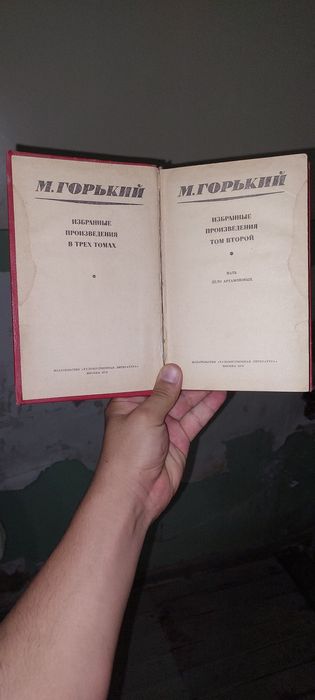 М.ГОРЬКИЙ
ИЗБРАННЫЕ
ПРОИЗВЕДЕНИЯ
В ТРЕХ ТОМАХ
ИЗДАТЕЛЬСТВО «ХУДОЖЕСТВЕННАЯ ЛИТЕРАТУРА»
МОСКВА
М.ГОРЬКИЙ
ИЗБРАННЫЕ
ПРОИЗВЕДЕНИЯ
ТОМ ВТОРОЙ
МАТЬ
ДЕЛО АРТАМОНОВЫХ
ИЗДАТЕЛЬСТВО «ХУДОЖЕСТВЕННАЯ ЛИТЕРАТУРА»
МОСКВА